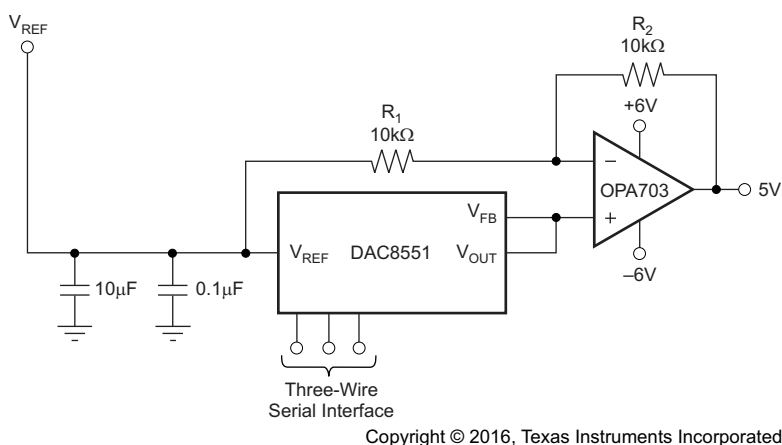 V_REF
R_2
10kΩ
R_1
10kΩ
+6V
–
OPA703
+
5V
–6V
V_FB
V_REF
DAC8551
V_OUT
10µF
0.1µF
Three-Wire
Serial Interface
Copyright © 2016, Texas Instruments Incorporated